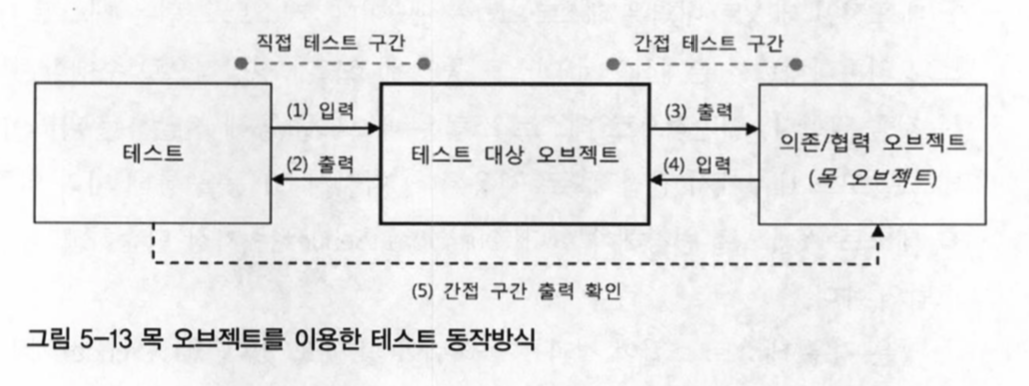 직접 테스트 구간
간접 테스트 구간
테스트
(1) 입력
(2) 출력
테스트 대상 오브젝트
(3) 출력
(4) 입력
의존/협력 오브젝트
(목 오브젝트)
(5) 간접 구간 출력 확인
그림 5-13 목 오브젝트를 이용한 테스트 동작방식